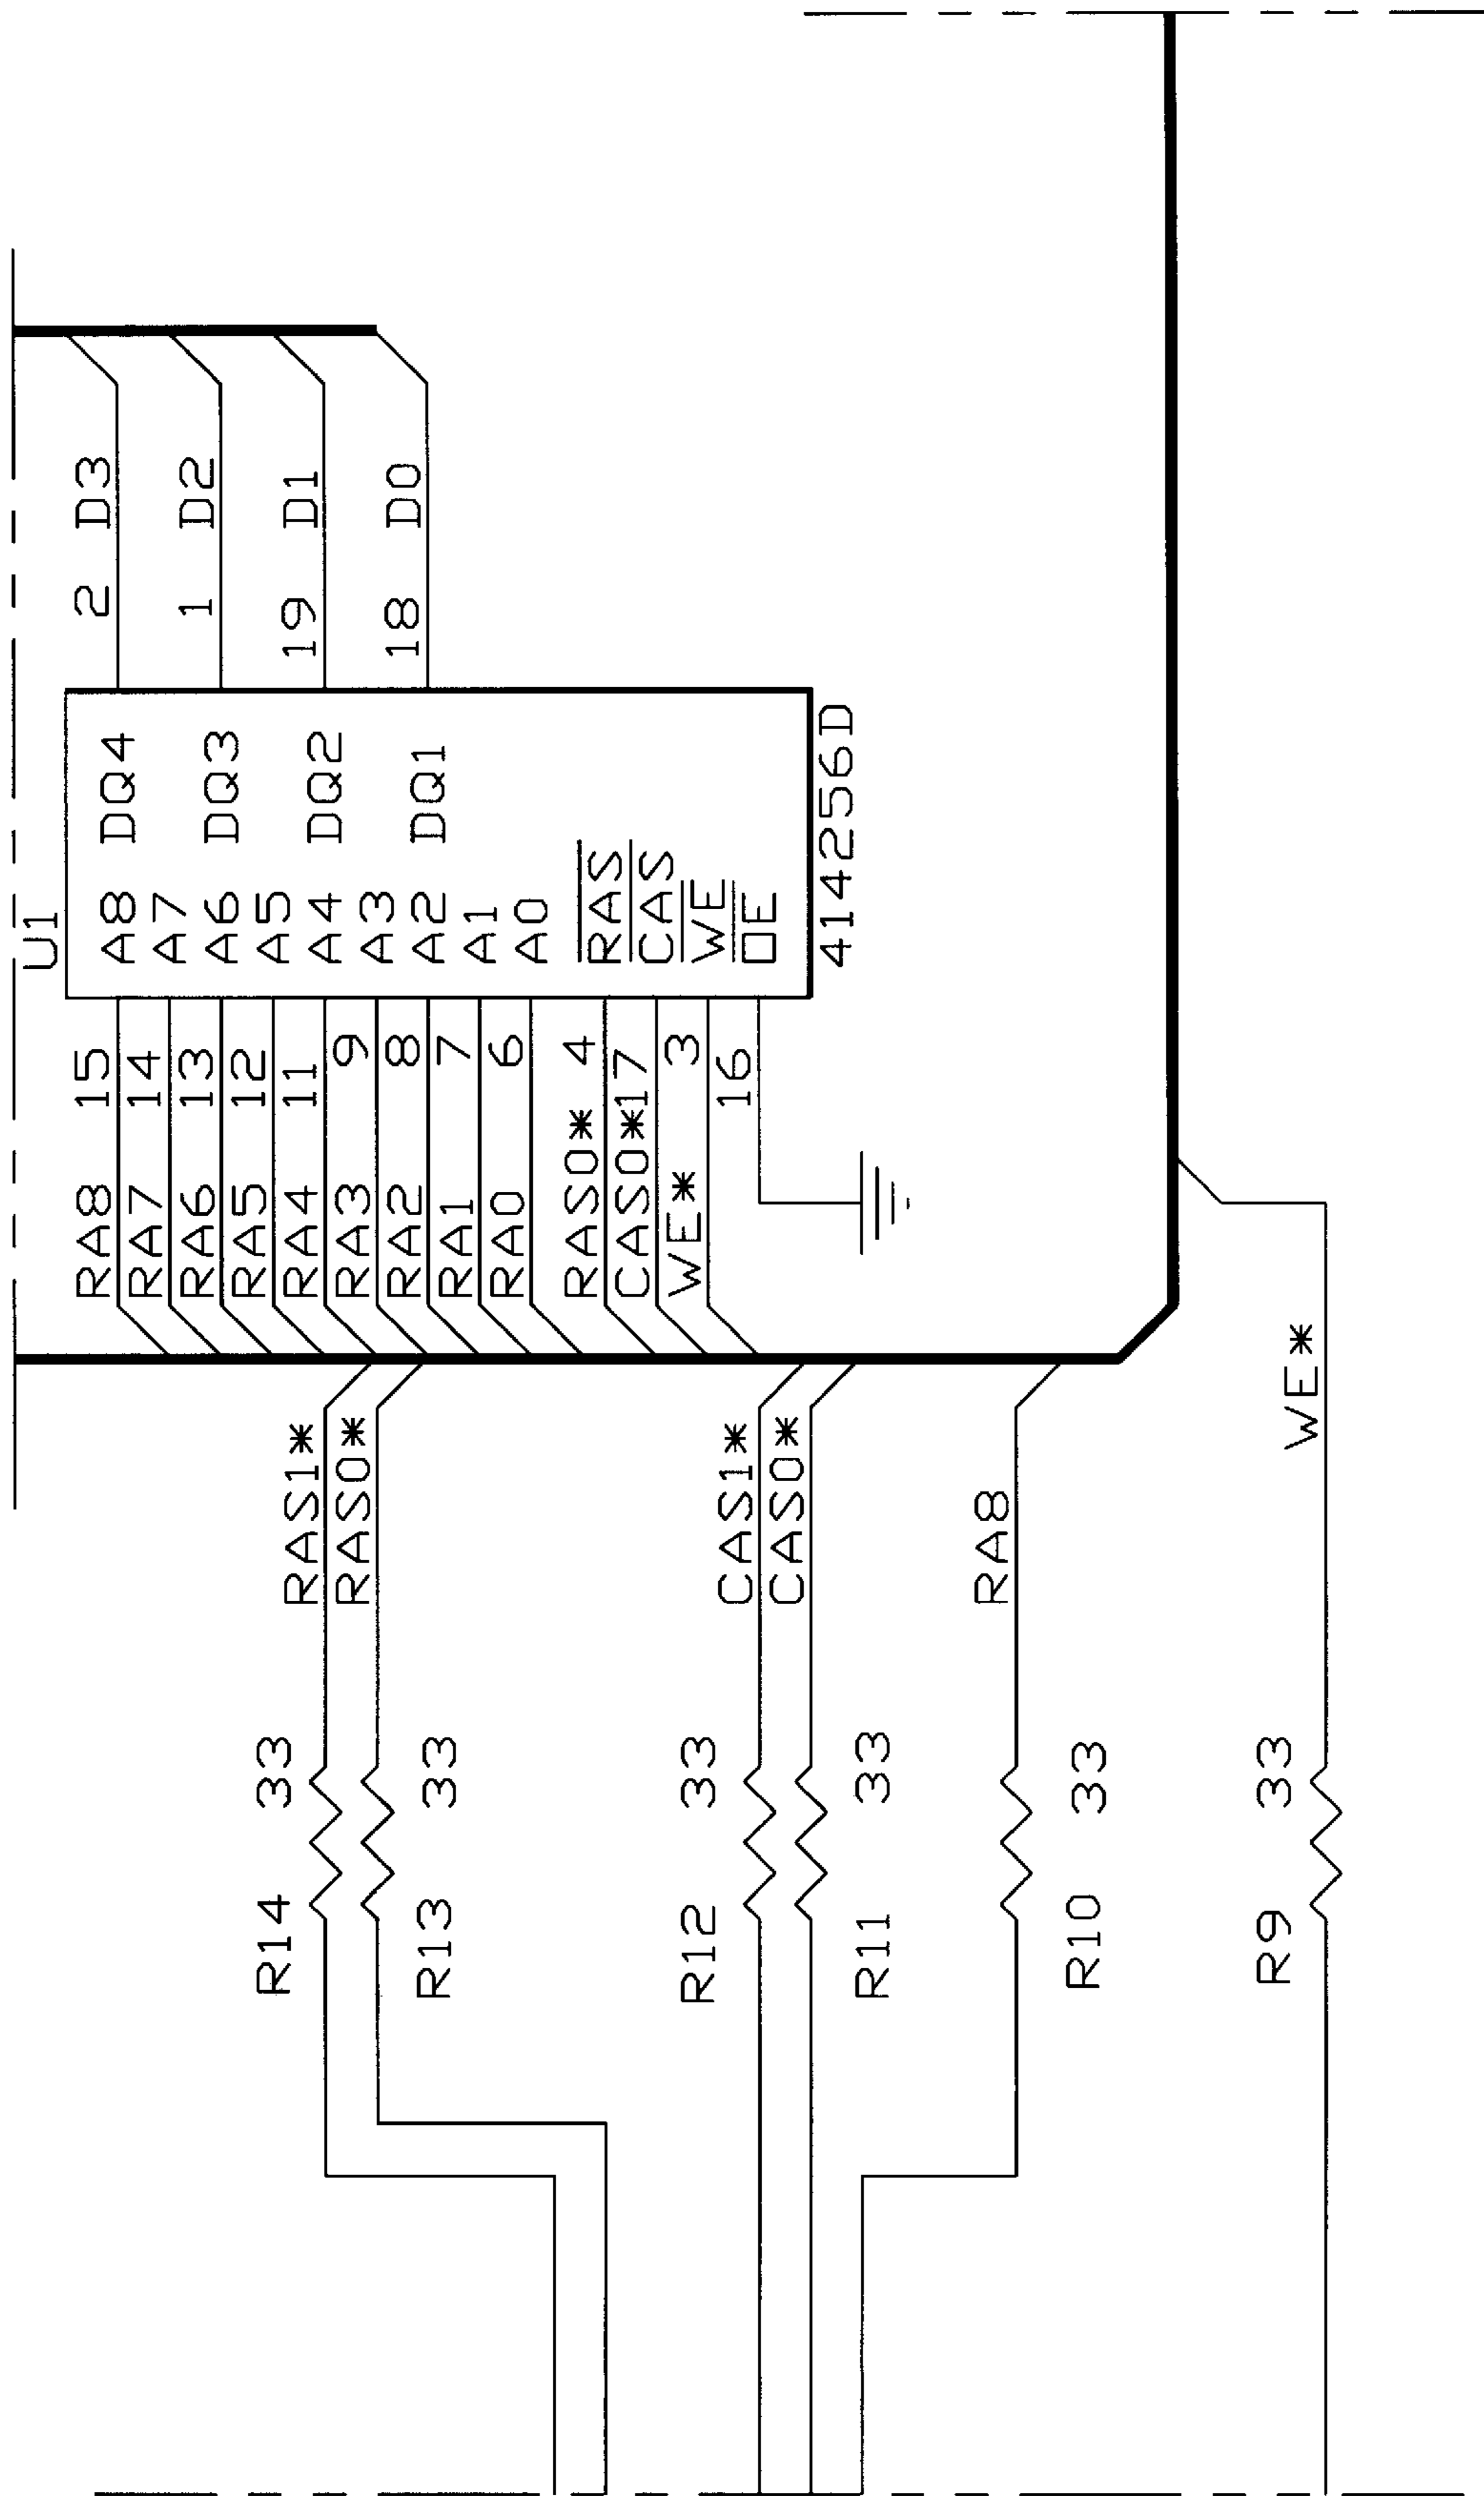 U1
RA8 15 A8 DQ4 2 D3
RA7 14 A7
RA6 13 A6 DQ3 1 D2
RA5 12 A5
RA4 11 A4 DQ2 19 D1
RA3 9 A3
RA2 8 A2 DQ1 18 D0
RA1 7 A1
RA0 6 A0
RAS0* 4 RAS
CAS0* 17 CAS
WE* 3 WE
16 OE
414256D
R14 33 RAS1*
RAS0*
R13 33
R12 33 CAS1*
CAS0*
R11 33
RA8
R10 33
R9 33 WE*